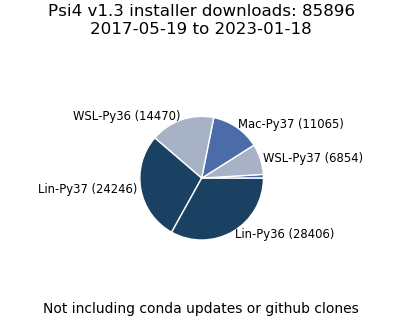 Psi4 v1.3 installer downloads: 85896
2017-05-19 to 2023-01-18
WSL-Py36 (14470)
Mac-Py37 (11065)
WSL-Py37 (6854)
Lin-Py37 (24246)
Lin-Py36 (28406)
Not including conda updates or github clones